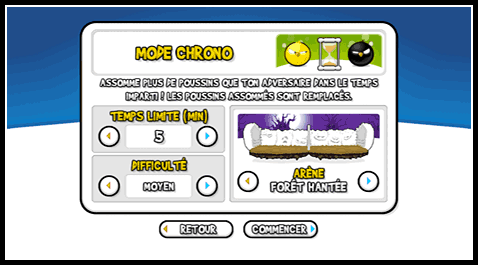 MODE CHRONO
ASSOMME PLUS DE POUSSINS QUE TON ADVERSAIRE DANS LE TEMPS
IMPARTI ! LES POUSSINS ASSOMÉS SONT REMPLACÉS.
TEMPS LIMITE (MIN)
5
DIFFICULTÉ
MOYEN
ARÈNE
FORÊT HANTÉE
RETOUR
COMMENCER